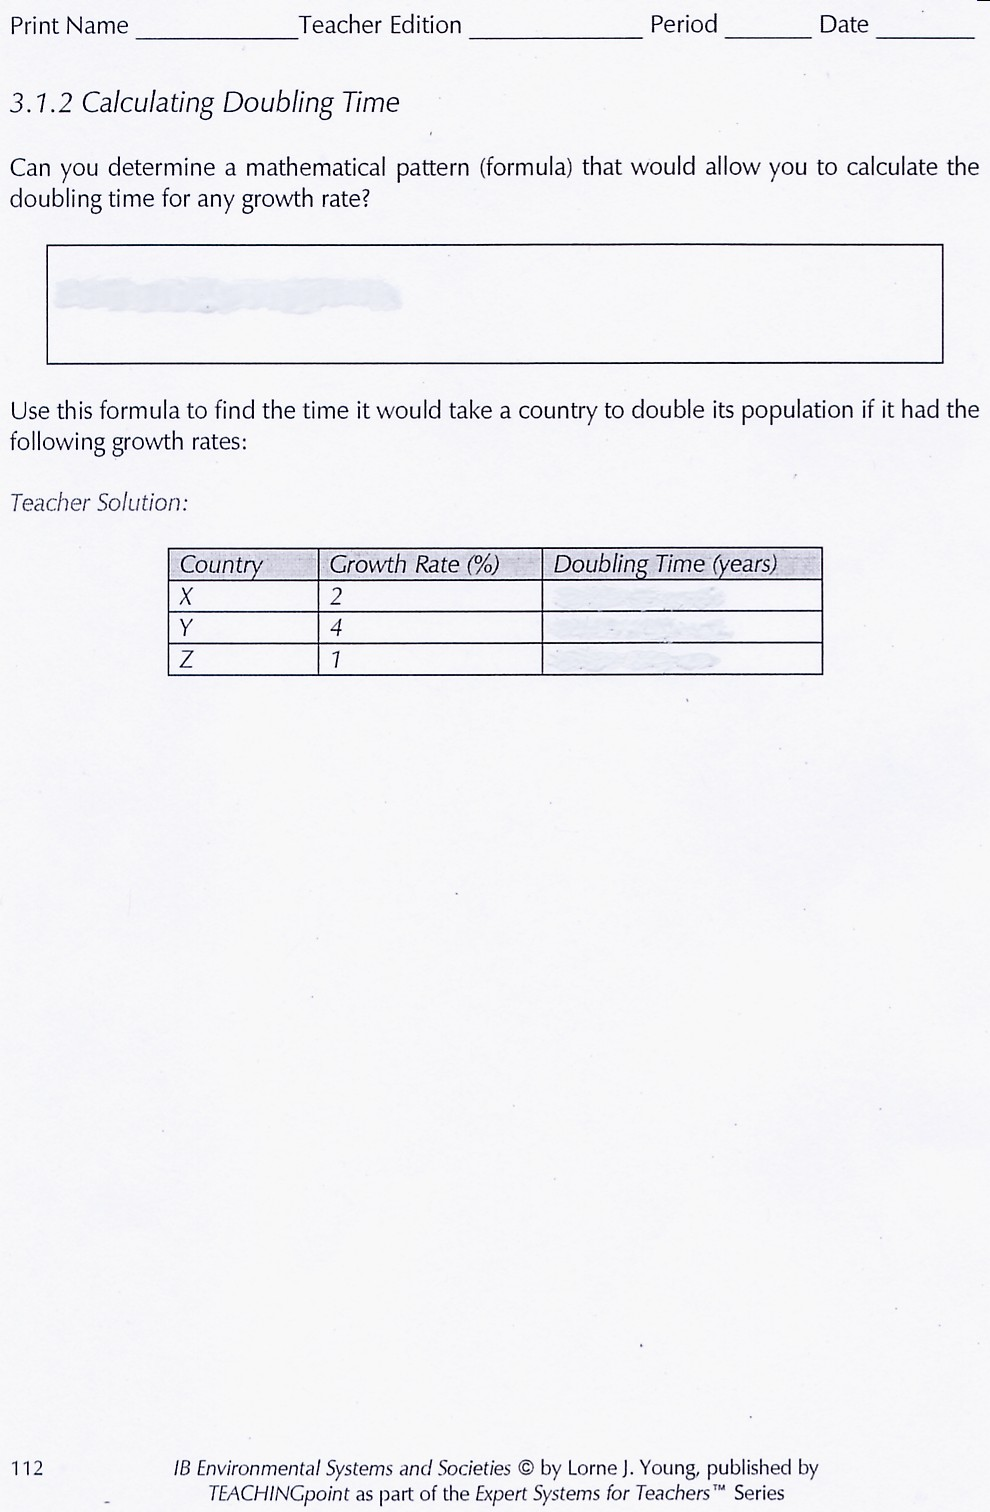 Print Name _____________Teacher Edition ______________ Period _______ Date ________
3.1.2 Calculating Doubling Time
Can you determine a mathematical pattern (formula) that would allow you to calculate the
doubling time for any growth rate?
Use this formula to find the time it would take a country to double its population if it had the
following growth rates:
Teacher Solution:
Country Growth Rate (%) Doubling Time (years)
X 2
Y 4
Z 1
112 IB Environmental Systems and Societies © by Lorne J. Young, published by
TEACHINGpoint as part of the Expert Systems for Teachers™ Series